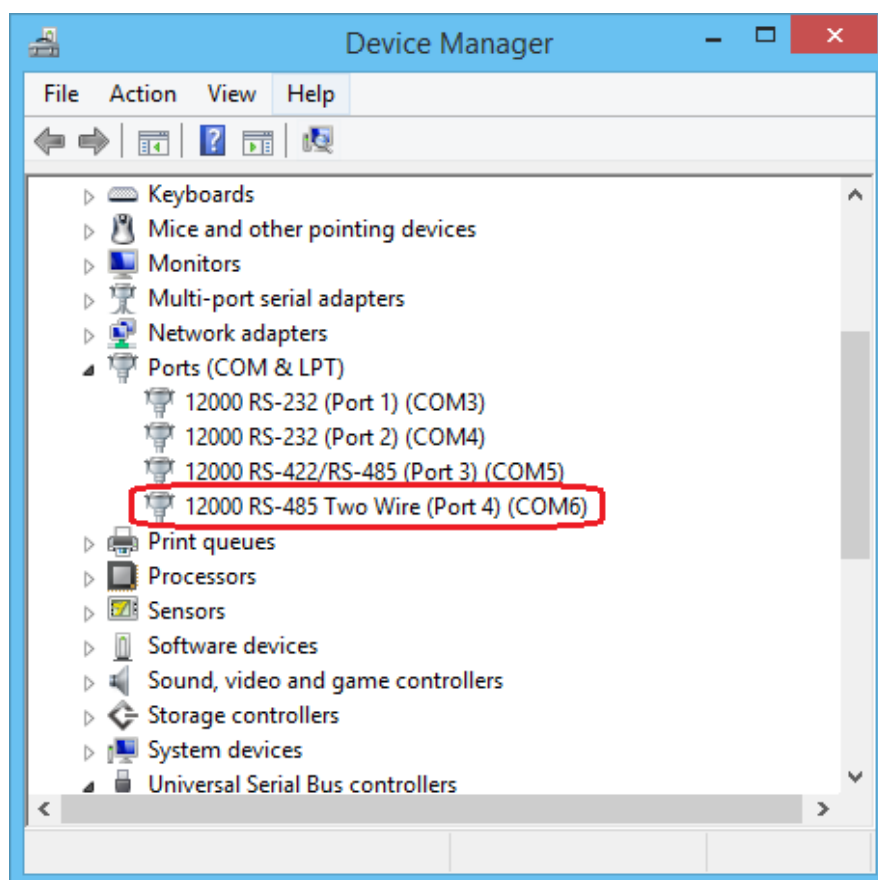 Device Manager
File Action View Help
Keyboards
Mice and other pointing devices
Monitors
Multi-port serial adapters
Network adapters
Ports (COM & LPT)
12000 RS-232 (Port 1) (COM3)
12000 RS-232 (Port 2) (COM4)
12000 RS-422/RS-485 (Port 3) (COM5)
12000 RS-485 Two Wire (Port 4) (COM6)
Print queues
Processors
Sensors
Software devices
Sound, video and game controllers
Storage controllers
System devices
Universal Serial Bus controllers